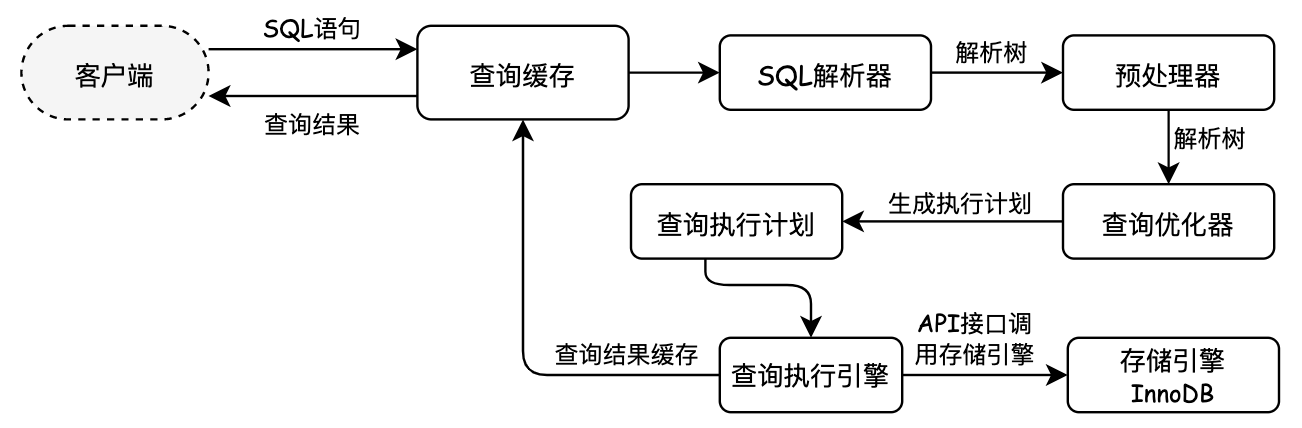 SQL语句
客户端
查询缓存
SQL解析器
解析树
预处理器
查询结果
解析树
查询执行计划
生成执行计划
查询优化器
API接口调
用存储引擎
查询结果缓存
查询执行引擎
存储引擎
InnoDB